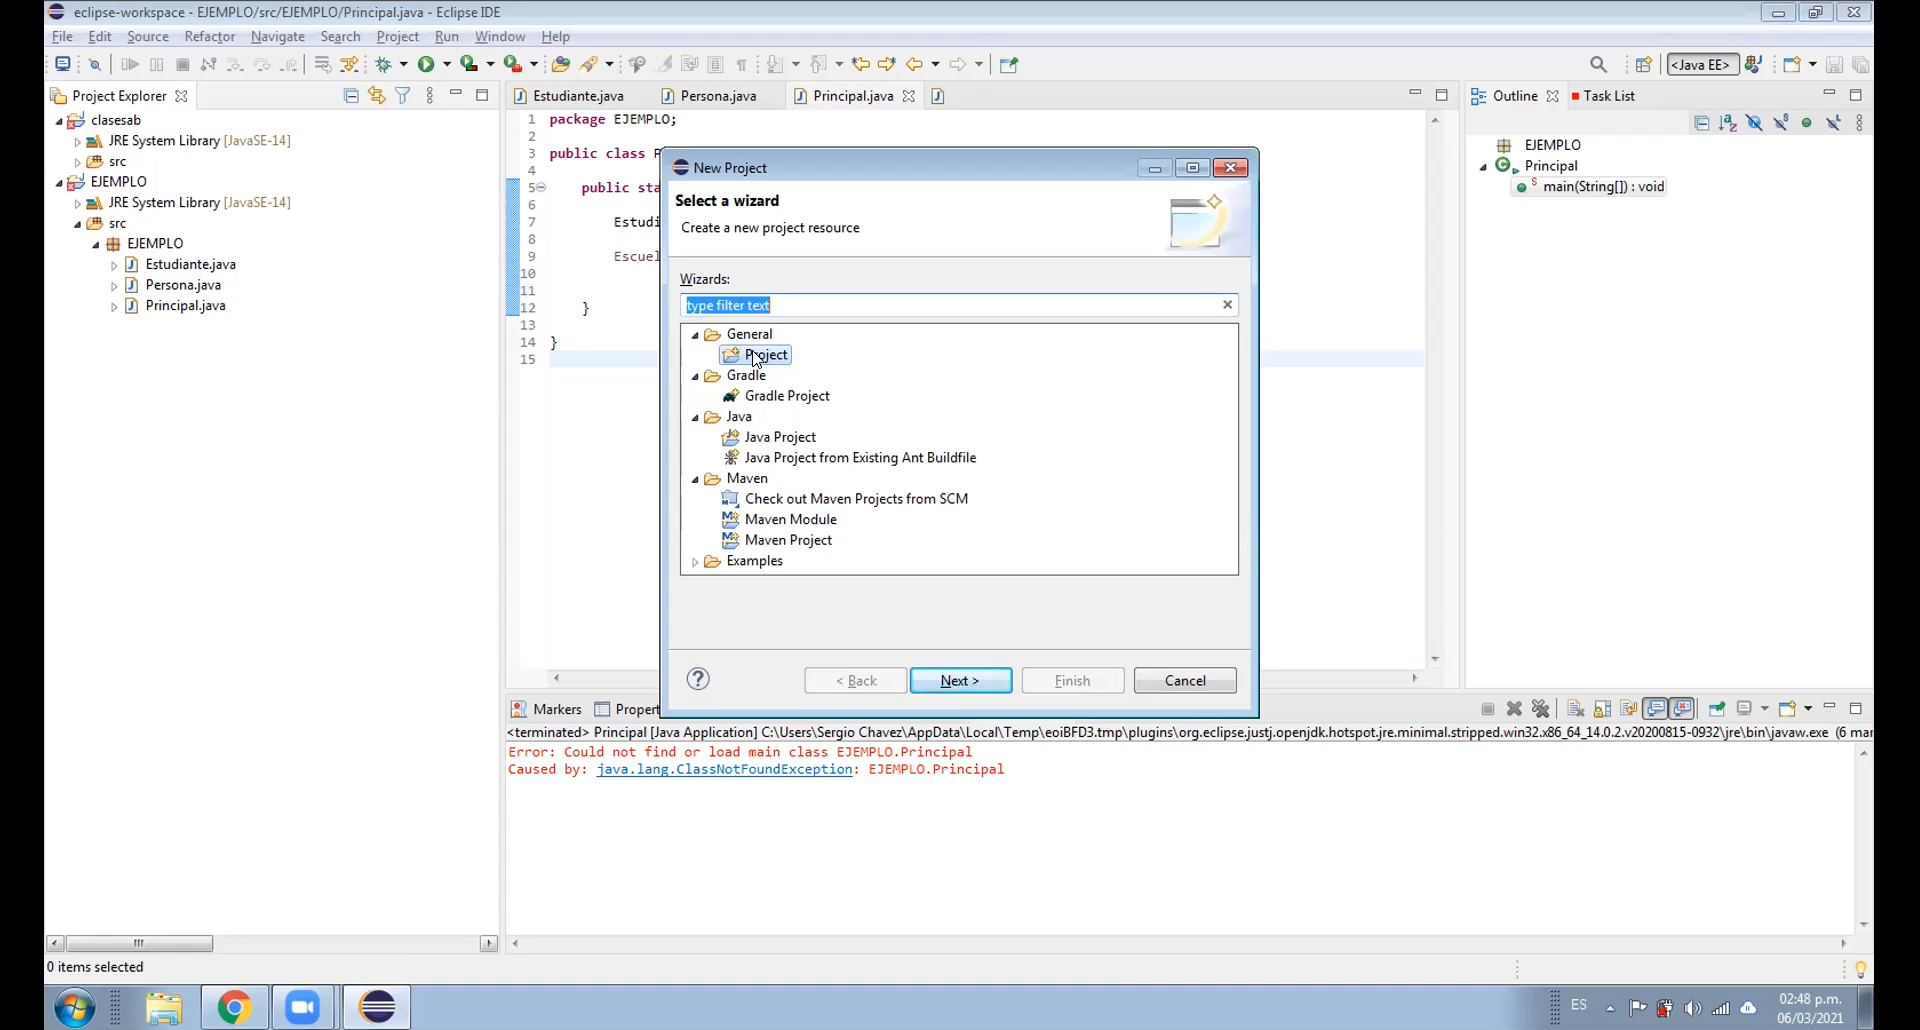 eclipse-workspace - EJEMPLO/src/EJEMPLO/Principal.java - Eclipse IDE
File Edit Source Refactor Navigate Search Project Run Window Help
<Java EE>
Project Explorer
Estudiante.java Persona.java Principal.java
Outline Task List
clasesab
JRE System Library [JavaSE-14]
src
EJEMPLO
JRE System Library [JavaSE-14]
src
EJEMPLO
Estudiante.java
Persona.java
Principal.java
1 package EJEMPLO;
2
3 public class
4
5 public sta
6
7 Estudi
8
9 Escuel
10
11
12 }
13
14 }
15
New Project
Select a wizard
Create a new project resource
Wizards:
type filter text
General
Project
Gradle
Gradle Project
Java
Java Project
Java Project from Existing Ant Buildfile
Maven
Check out Maven Projects from SCM
Maven Module
Maven Project
Examples
< Back Next > Finish Cancel
EJEMPLO
Principal
main(String[]) : void
Markers Propert
<terminated> Principal [Java Application] C:\Users\Sergio Chavez\AppData\Local\Temp\eoiBFD3.tmp\plugins\org.eclipse.justj.openjdk.hotspot.jre.minimal.stripped.win32.x86_64_14.0.2.v20200815-0932\jre\bin\javaw.exe (6 mar
Error: Could not find or load main class EJEMPLO.Principal
Caused by: java.lang.ClassNotFoundException: EJEMPLO.Principal
0 items selected
ES
02:48 p.m.
06/03/2021